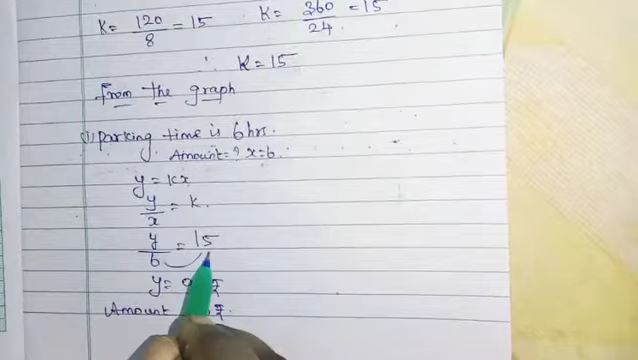 K = 120/8 = 15 K = 360/24 = 15
∴ K = 15
From the graph
(i) Parking time is 6 hrs.
Amount = ? x = 6.
y = kx
y/x = k.
y/6 = 15
y = ₹
Amount ₹.